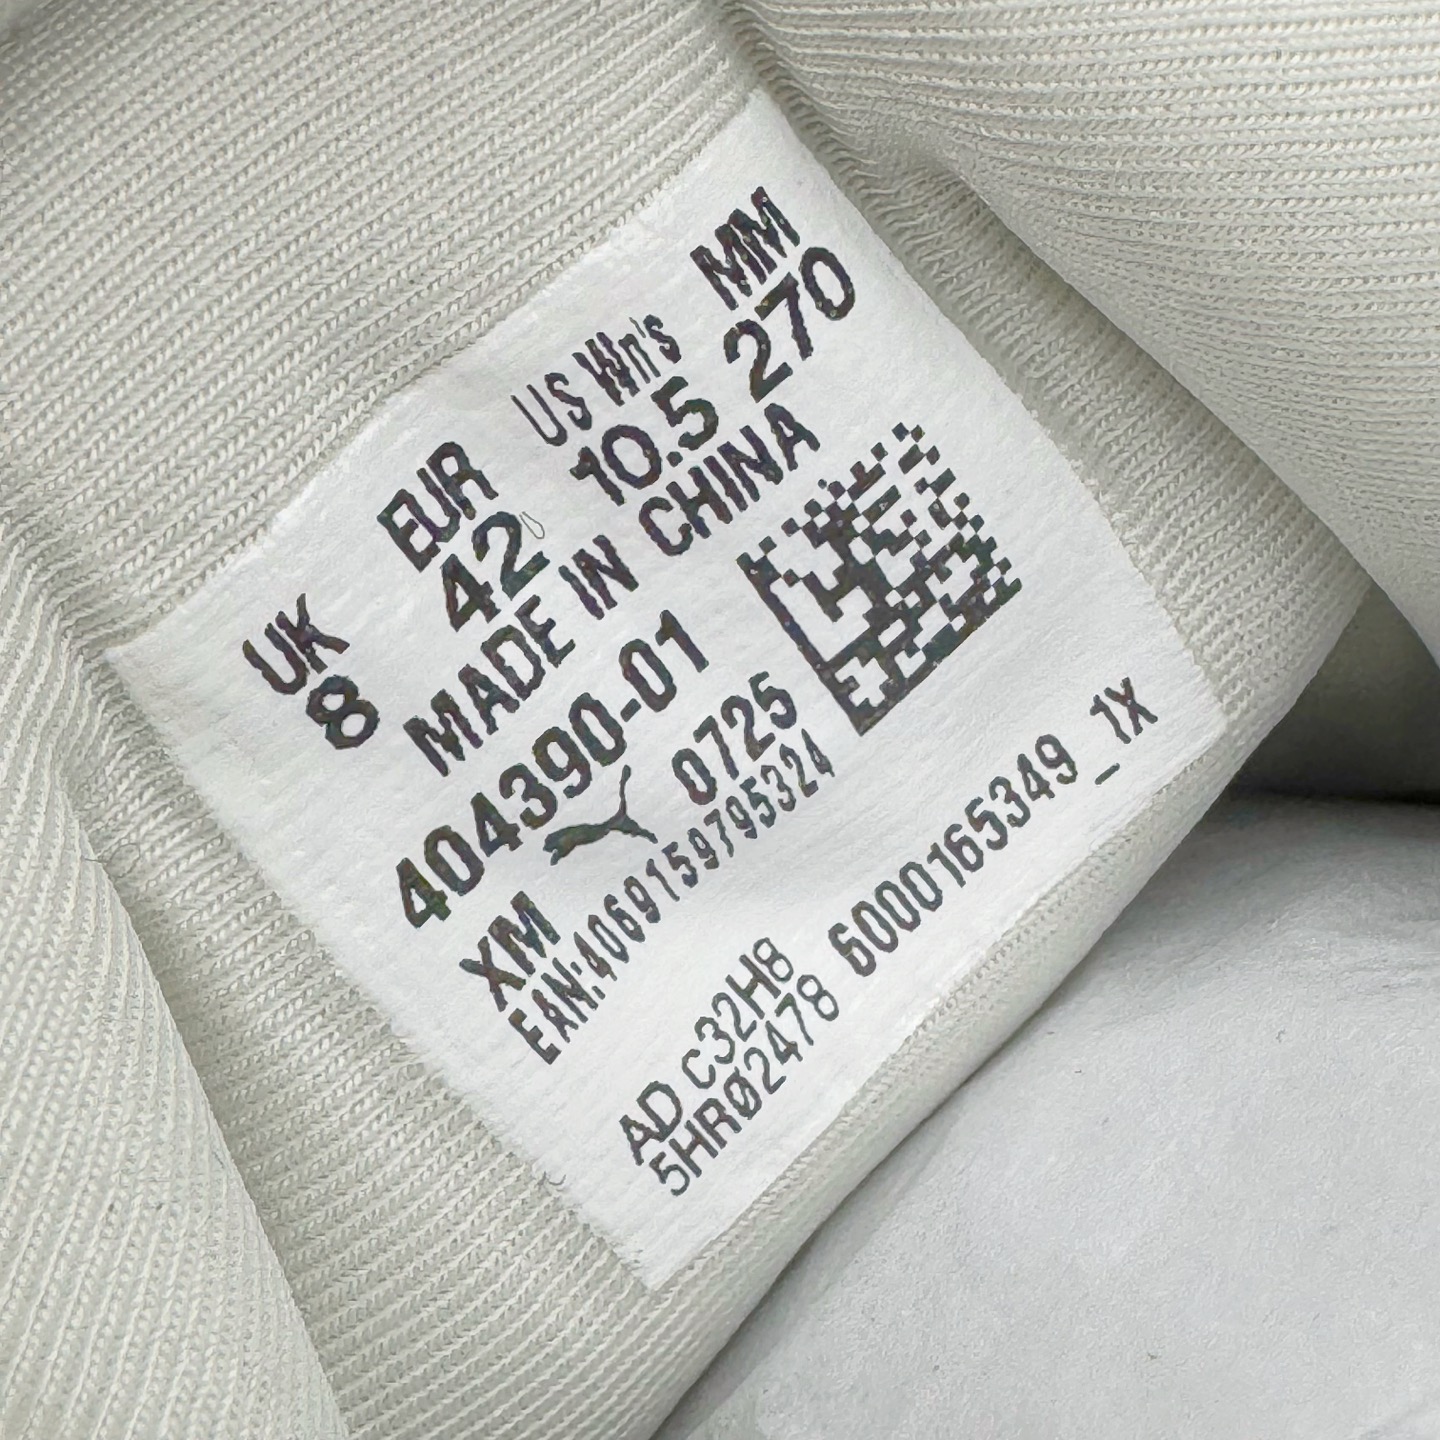 UK EUR US Wn's MM
8 42 10.5 270
MADE IN CHINA
404390-01
XM 0725
EAN:4069159795324
AD C32H8
5HRØ2478 6000165349_1X